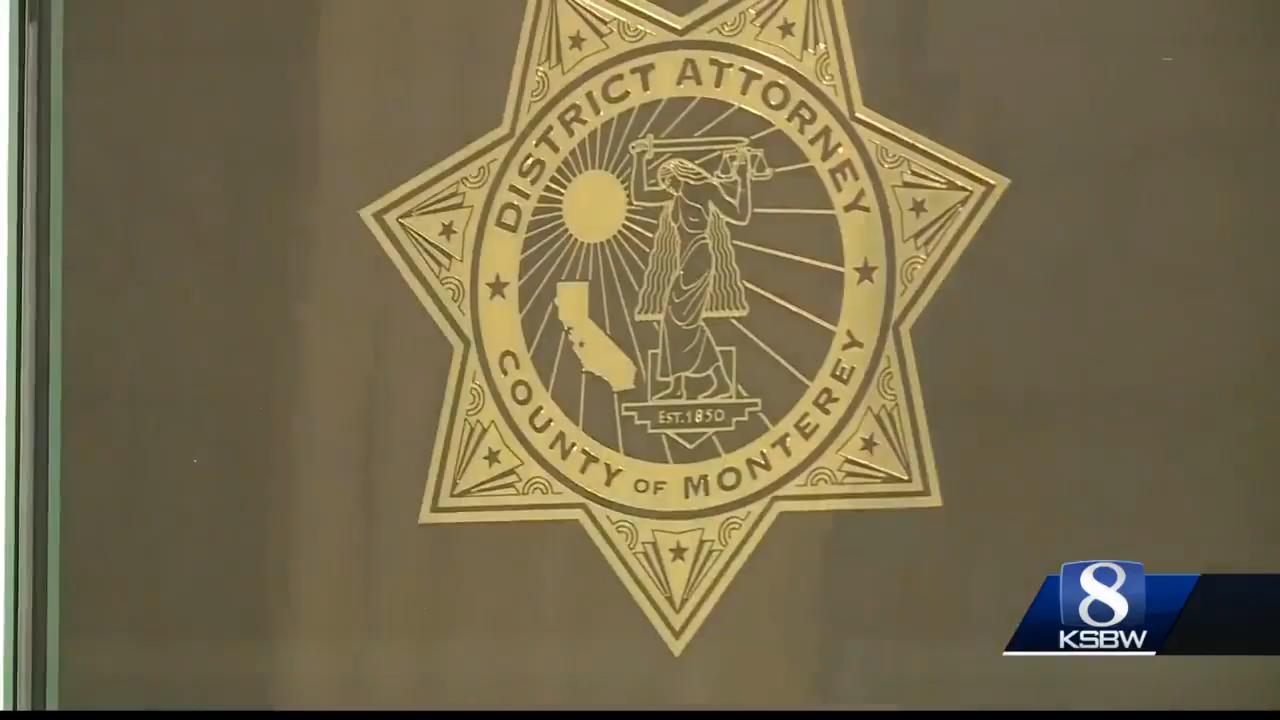 DISTRICT ATTORNEY
EST. 1850
COUNTY OF MONTEREY
8
KSBW